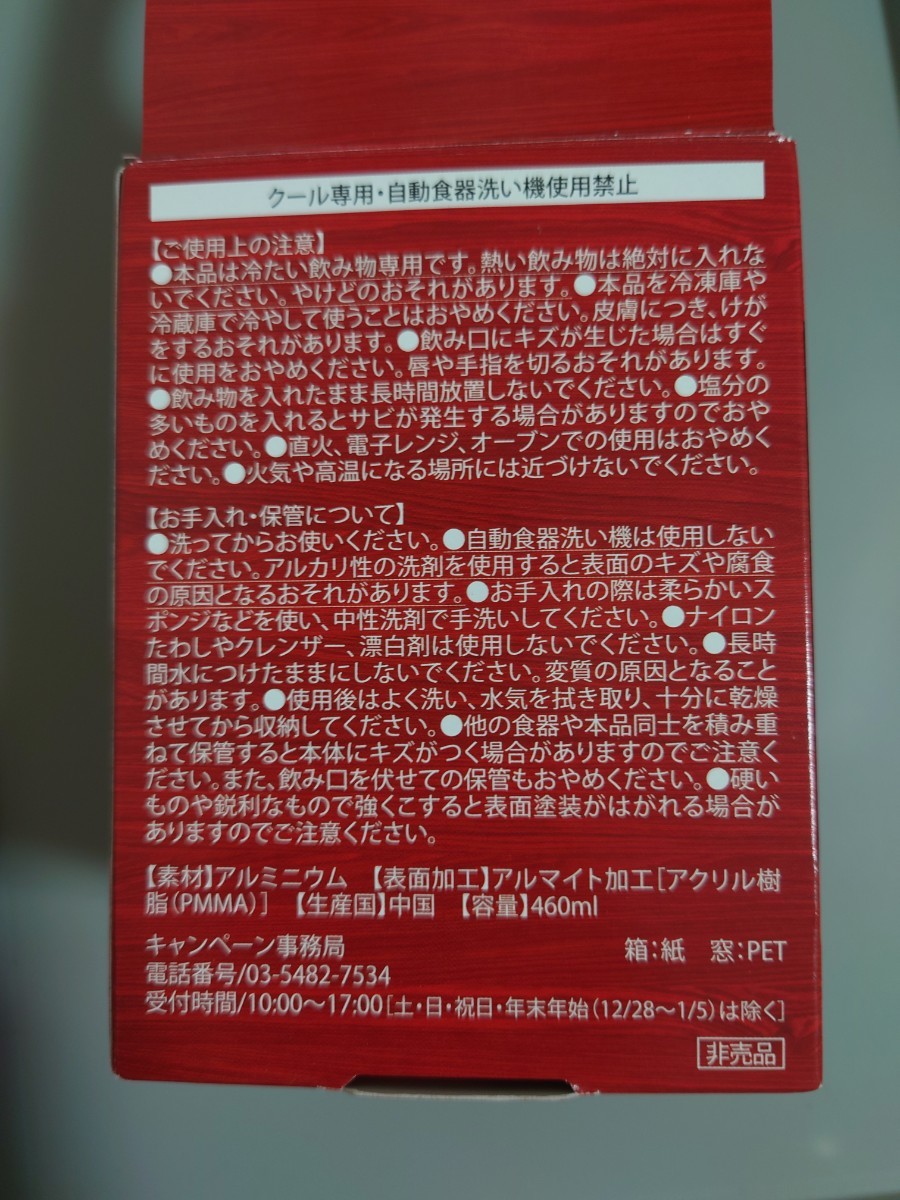 クール専用・自動食器洗い機使用禁止
【ご使用上の注意】
●本品は冷たい飲み物専用です。熱い飲み物は絶対に入れな
いでください。やけどのおそれがあります。●本品を冷凍庫や
冷蔵庫で冷やして使うことはおやめください。皮膚につき、けが
をするおそれがあります。●飲み口にキズが生じた場合はすぐ
に使用をおやめください。唇や手指を切るおそれがあります。
●飲み物を入れたまま長時間放置しないでください。●塩分の
多いものを入れるとサビが発生する場合がありますのでおや
めください。●直火、電子レンジ、オーブンでの使用はおやめく
ださい。●火気や高温になる場所には近づけないでください。
【お手入れ・保管について】
●洗ってからお使いください。●自動食器洗い機は使用しない
でください。アルカリ性の洗剤を使用すると表面のキズや腐食
の原因となるおそれがあります。●お手入れの際は柔らかいス
ポンジなどを使い、中性洗剤で手洗いしてください。●ナイロン
たわしやクレンザー、漂白剤は使用しないでください。●長時
間水につけたままにしないでください。変質の原因となること
があります。●使用後はよく洗い、水気を拭き取り、十分に乾燥
させてから収納してください。●他の食器や本品同士を積み重
ねて保管すると本体にキズがつく場合がありますのでご注意く
ださい。また、飲み口を伏せての保管もおやめください。●硬い
ものや鋭利なもので強くこすると表面塗装がはがれる場合が
ありますのでご注意ください。
【素材】アルミニウム 【表面加工】アルマイト加工[アクリル樹
脂(PMMA)] 【生産国】中国 【容量】460ml
キャンペーン事務局 箱:紙 窓:PET
電話番号/03-5482-7534
受付時間/10:00〜17:00[土・日・祝日・年末年始(12/28〜1/5)は除く]
非売品